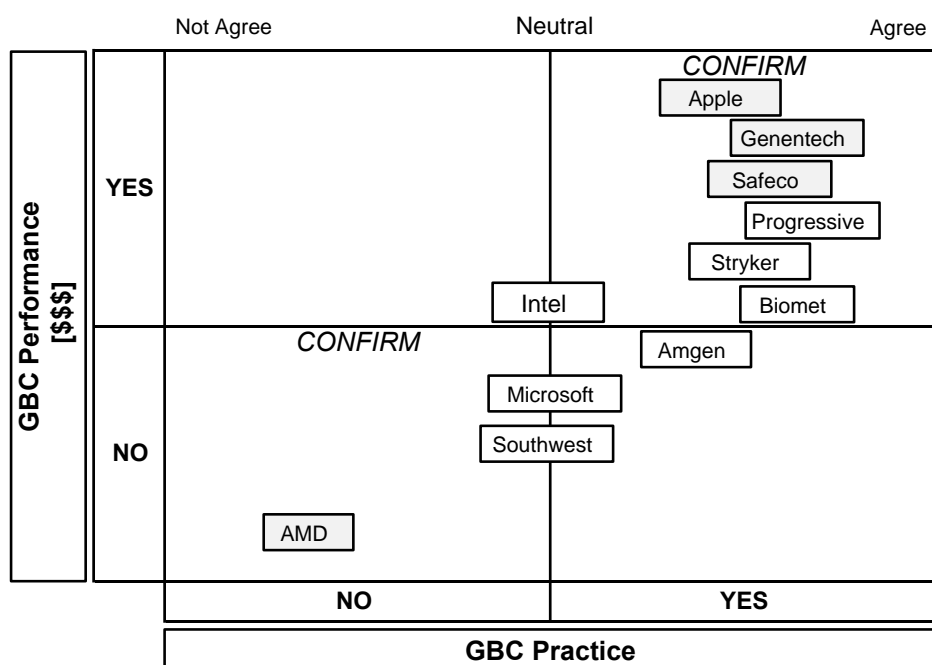 Not Agree
Neutral
Agree
CONFIRM
Apple
Genentech
YES
Safeco
Progressive
Stryker
Intel
Biomet
GBC Performance
[$$$]
CONFIRM
Amgen
Microsoft
NO
Southwest
AMD
NO
YES
GBC Practice